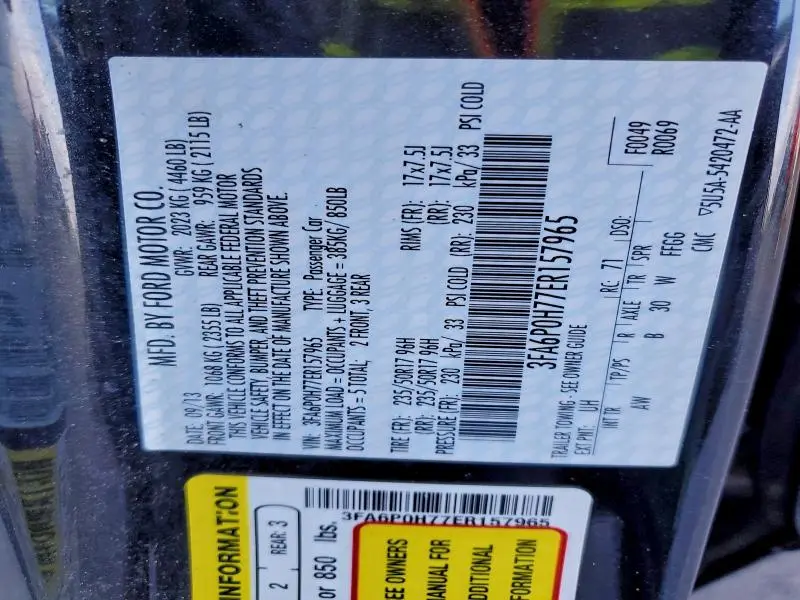 MFD. BY FORD MOTOR CO.
DATE: 09/13 GVWR: 2023 KG ( 4460 LB)
FRONT GAWR: 1068 KG ( 2355 LB) REAR GAWR: 959 KG ( 2115 LB)
THIS VEHICLE CONFORMS TO ALL APPLICABLE FEDERAL MOTOR
VEHICLE SAFETY, BUMPER, AND THEFT PREVENTION STANDARDS
IN EFFECT ON THE DATE OF MANUFACTURE SHOWN ABOVE.
VIN: 3FA6P0H77ER157965 TYPE: Passenger Car
MAXIMUM LOAD = OCCUPANTS + LUGGAGE = 385KG/ 850LB
OCCUPANTS = 5 TOTAL; 2 FRONT, 3 REAR
TIRE (FR): 235/50R17 96H RIMS (FR): 17x7.5J
(RR): 235/50R17 96H (RR): 17x7.5J
PRESSURE (FR): 230 kPa/ 33 PSI COLD (RR): 230 kPa/ 33 PSI COLD
3FA6P0H77ER157965
TRAILER TOWING - SEE OWNER GUIDE F0049
EXT PNT: UH RC: 71 DSO: R0069
INT TR TP/PS R AXLE TR SPR
AW B 30 W FFGG
CMC ▽5U5A-5420472-AA
INFORMATION
2 REAR: 3
or 850 lbs.
3FA6P0H77ER157965
SEE OWNERS
MANUAL FOR
ADDITIONAL
INFORMATION